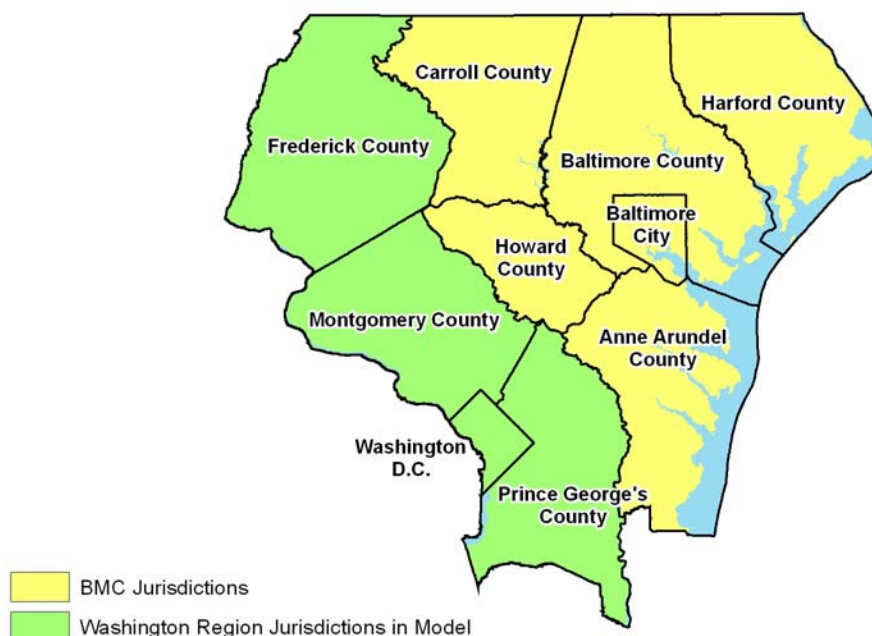 Carroll County
Harford County
Frederick County
Baltimore County
Baltimore
City
Howard
County
Montgomery County
Anne Arundel
County
Washington
D.C.
Prince George's
County
BMC Jurisdictions
Washington Region Jurisdictions in Model